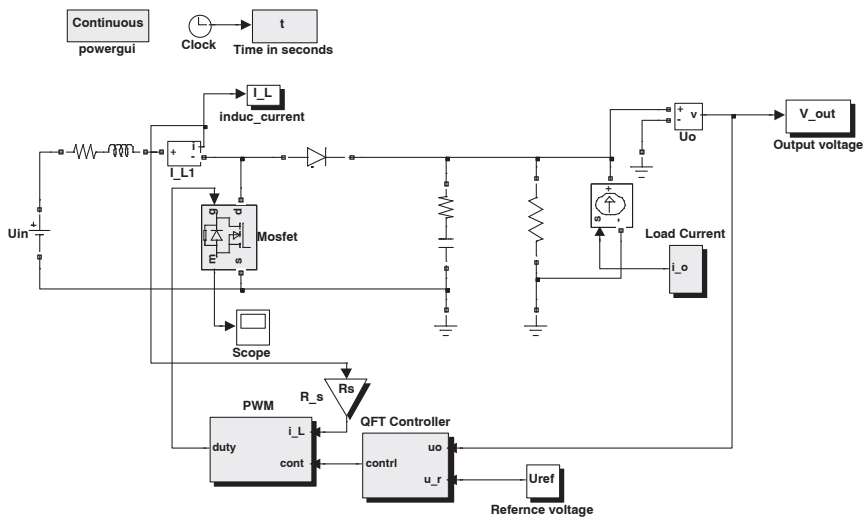 Continuous
powergui
Clock
t
Time in seconds
I_L
induc_current
+
i
-
I_L1
+
-
v
Uo
V_out
Output voltage
Uin
+
g
d
m
s
Mosfet
+
s
-
Load Current
i_o
Scope
Rs
R_s
PWM
i_L
duty
cont
QFT Controller
uo
contrl
u_r
Uref
Refernce voltage